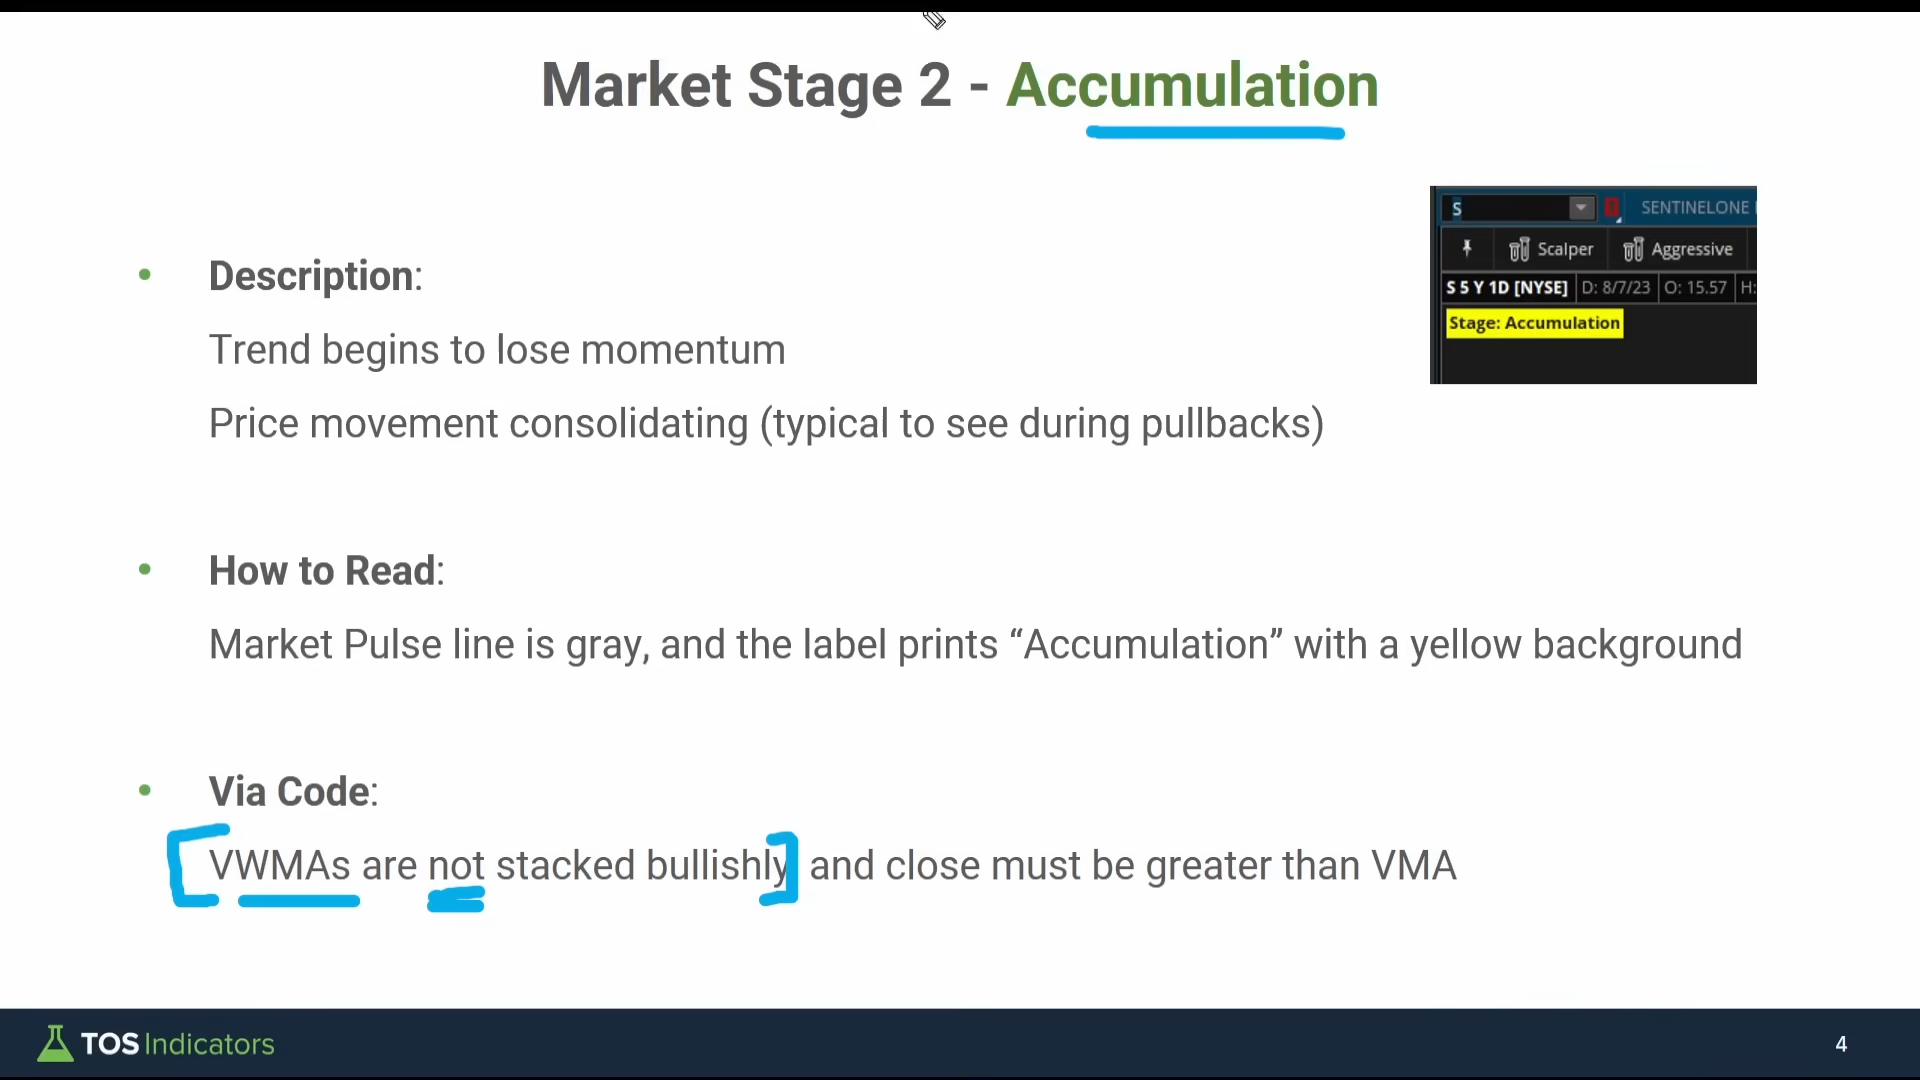 Market Stage 2 - Accumulation
S
SENTINELONE
Scalper
Aggressive
S 5 Y 1D [NYSE] D: 8/7/23 O: 15.57 H:
Stage: Accumulation
• Description:
Trend begins to lose momentum
Price movement consolidating (typical to see during pullbacks)
• How to Read:
Market Pulse line is gray, and the label prints “Accumulation” with a yellow background
• Via Code:
VWMAs are not stacked bullishly and close must be greater than VMA
TOS Indicators
4